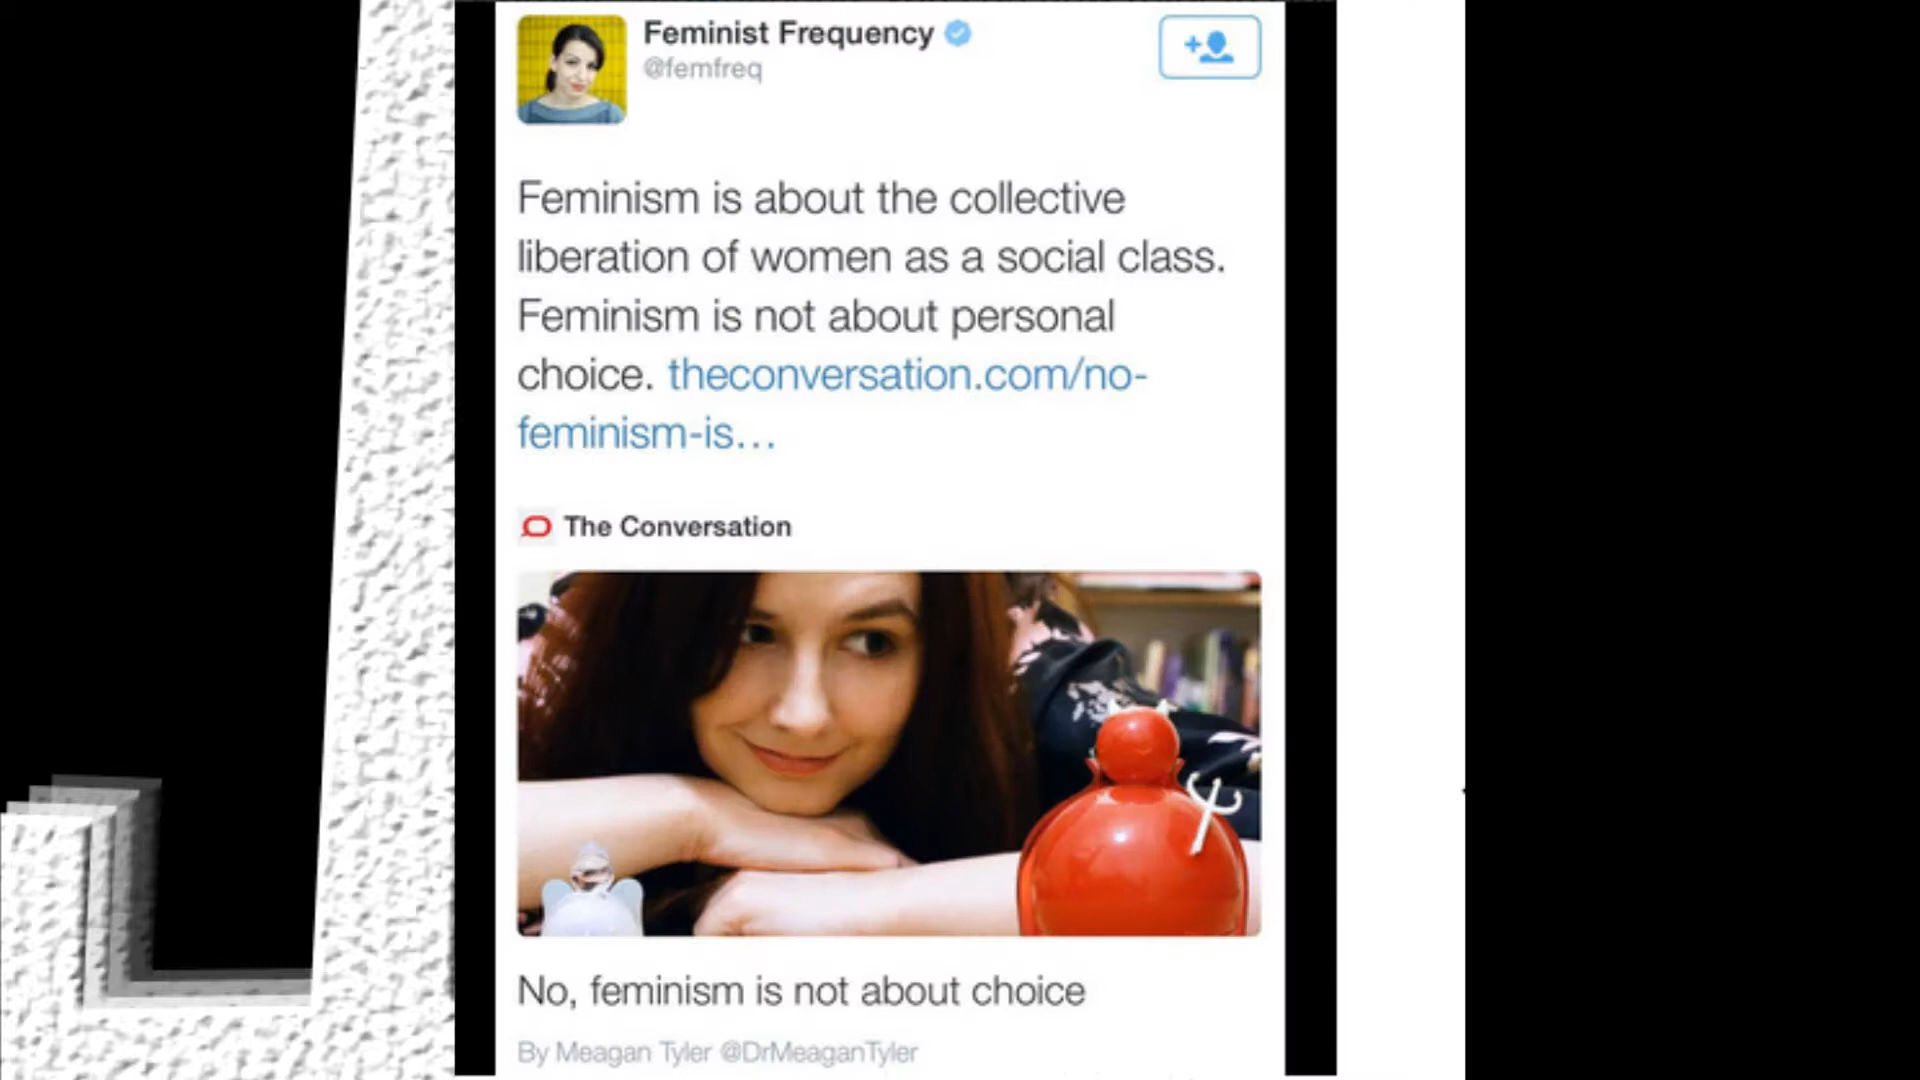 Feminist Frequency
@femfreq
Feminism is about the collective
liberation of women as a social class.
Feminism is not about personal
choice. theconversation.com/no-
feminism-is...
The Conversation
No, feminism is not about choice
By Meagan Tyler @DrMeaganTyler